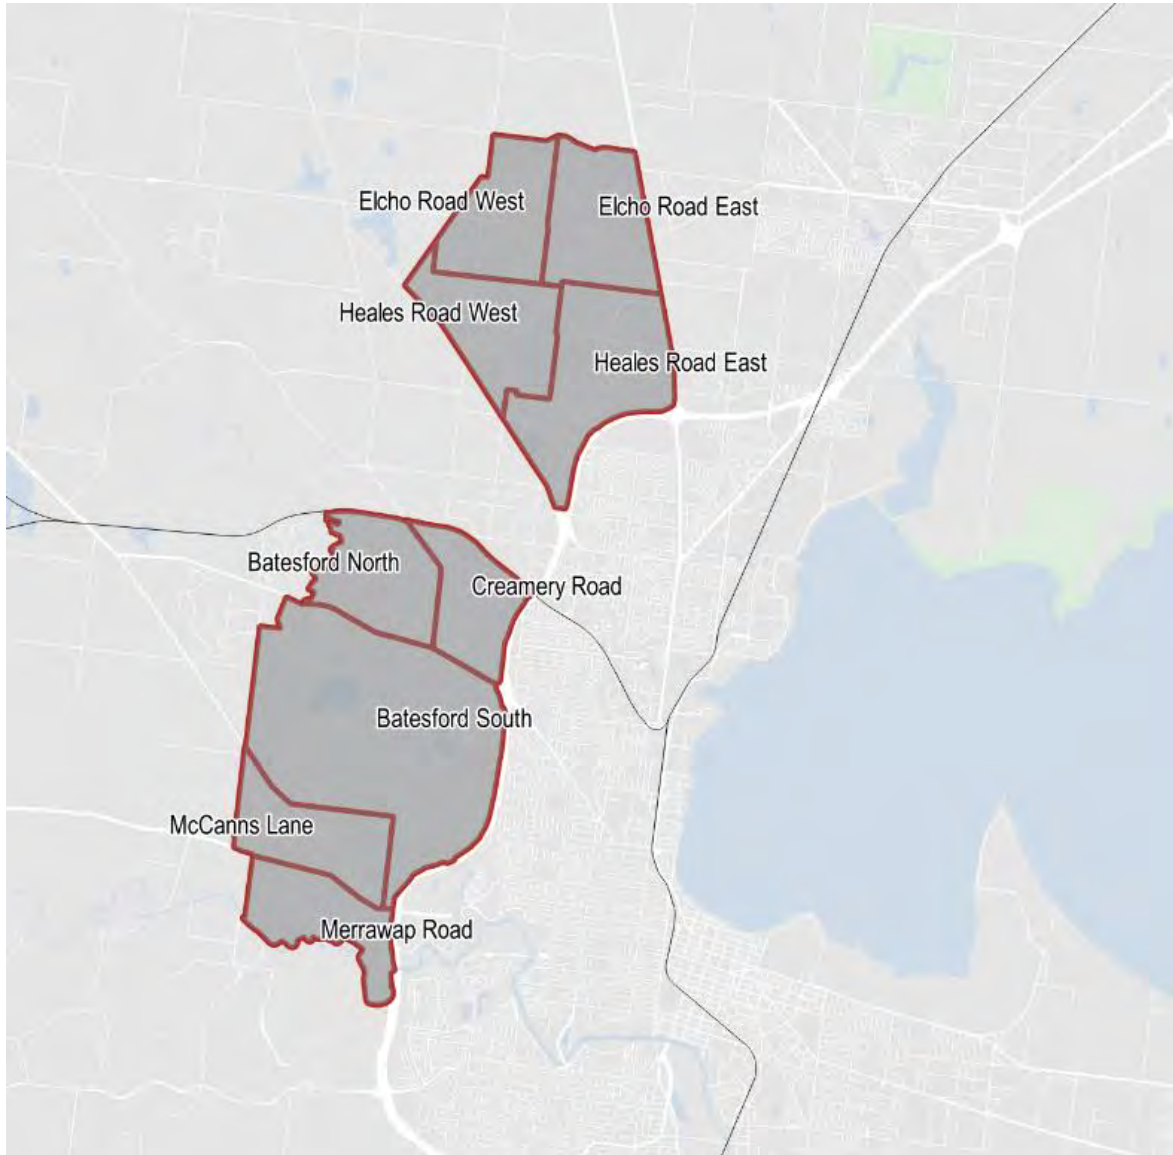 Elcho Road West
Elcho Road East
Heales Road West
Heales Road East
Batesford North
Creamery Road
Batesford South
McCanns Lane
Merrawap Road